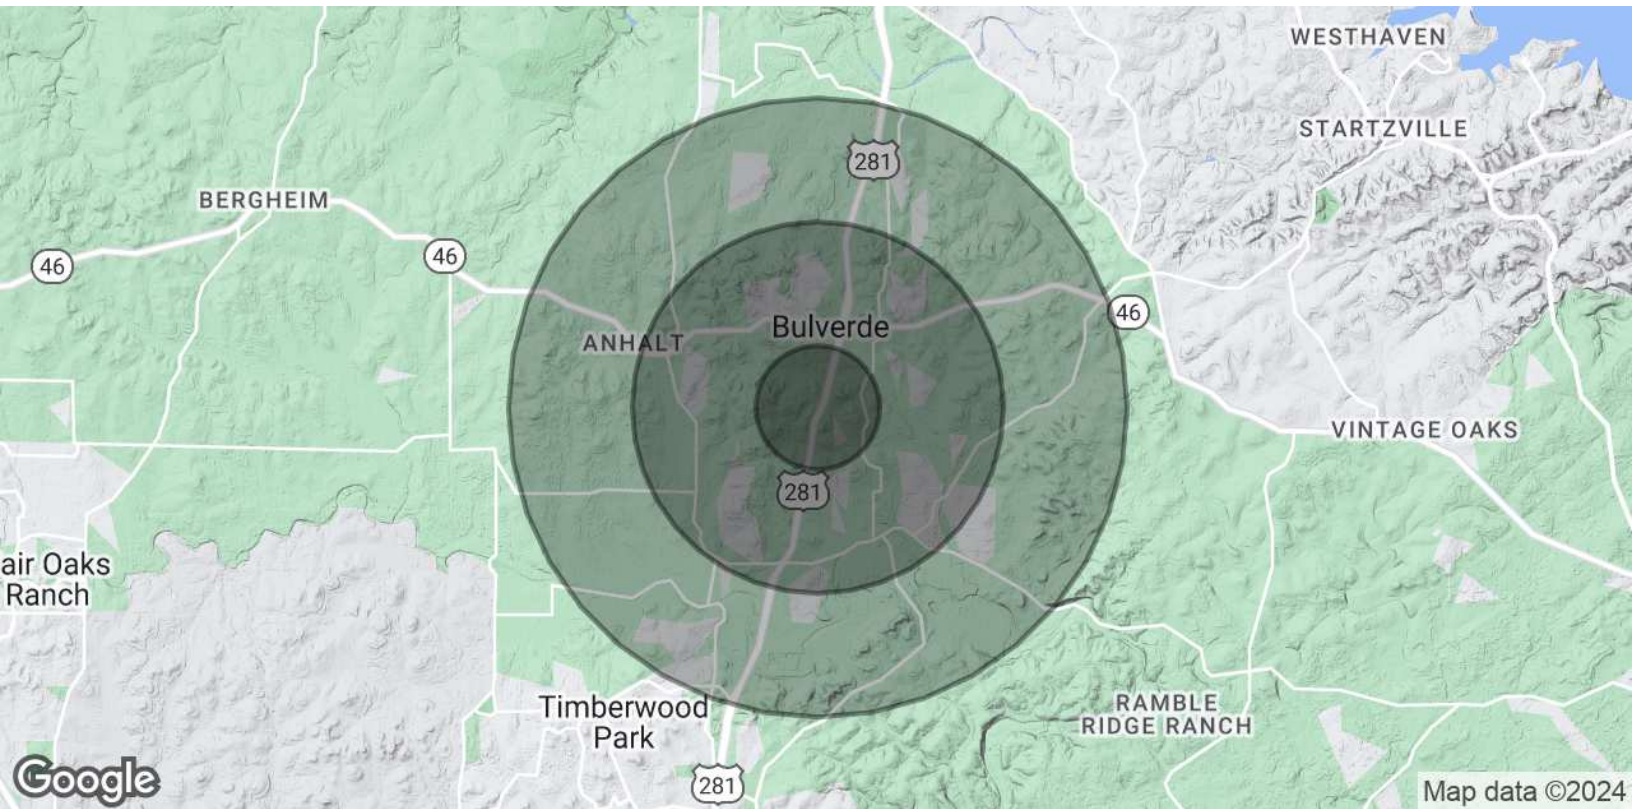 WESTHAVEN
STARTZVILLE
281
BERGHEIM
46
46
46
Bulverde
ANHALT
VINTAGE OAKS
281
air Oaks
Ranch
Timberwood
Park
RAMBLE
RIDGE RANCH
281
Google
Map data ©2024